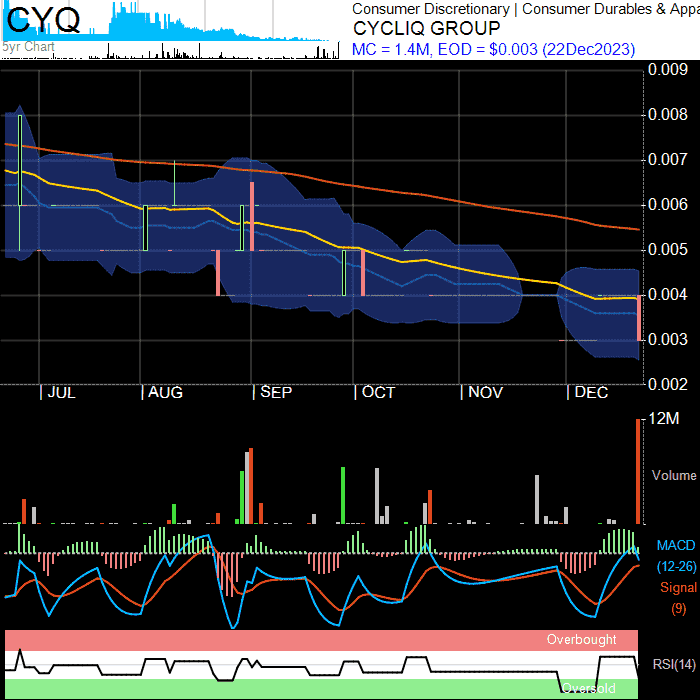 CYQ
5yr Chart
Consumer Discretionary | Consumer Durables & Appa
CYCLIQ GROUP
MC = 1.4M, EOD = $0.003 (22Dec2023)
0.009
0.008
0.007
0.006
0.005
0.004
0.003
0.002
| JUL | AUG | SEP | OCT | NOV | DEC
12M
Volume
MACD
(12-26)
Signal
(9)
Overbought
RSI(14)
Oversold